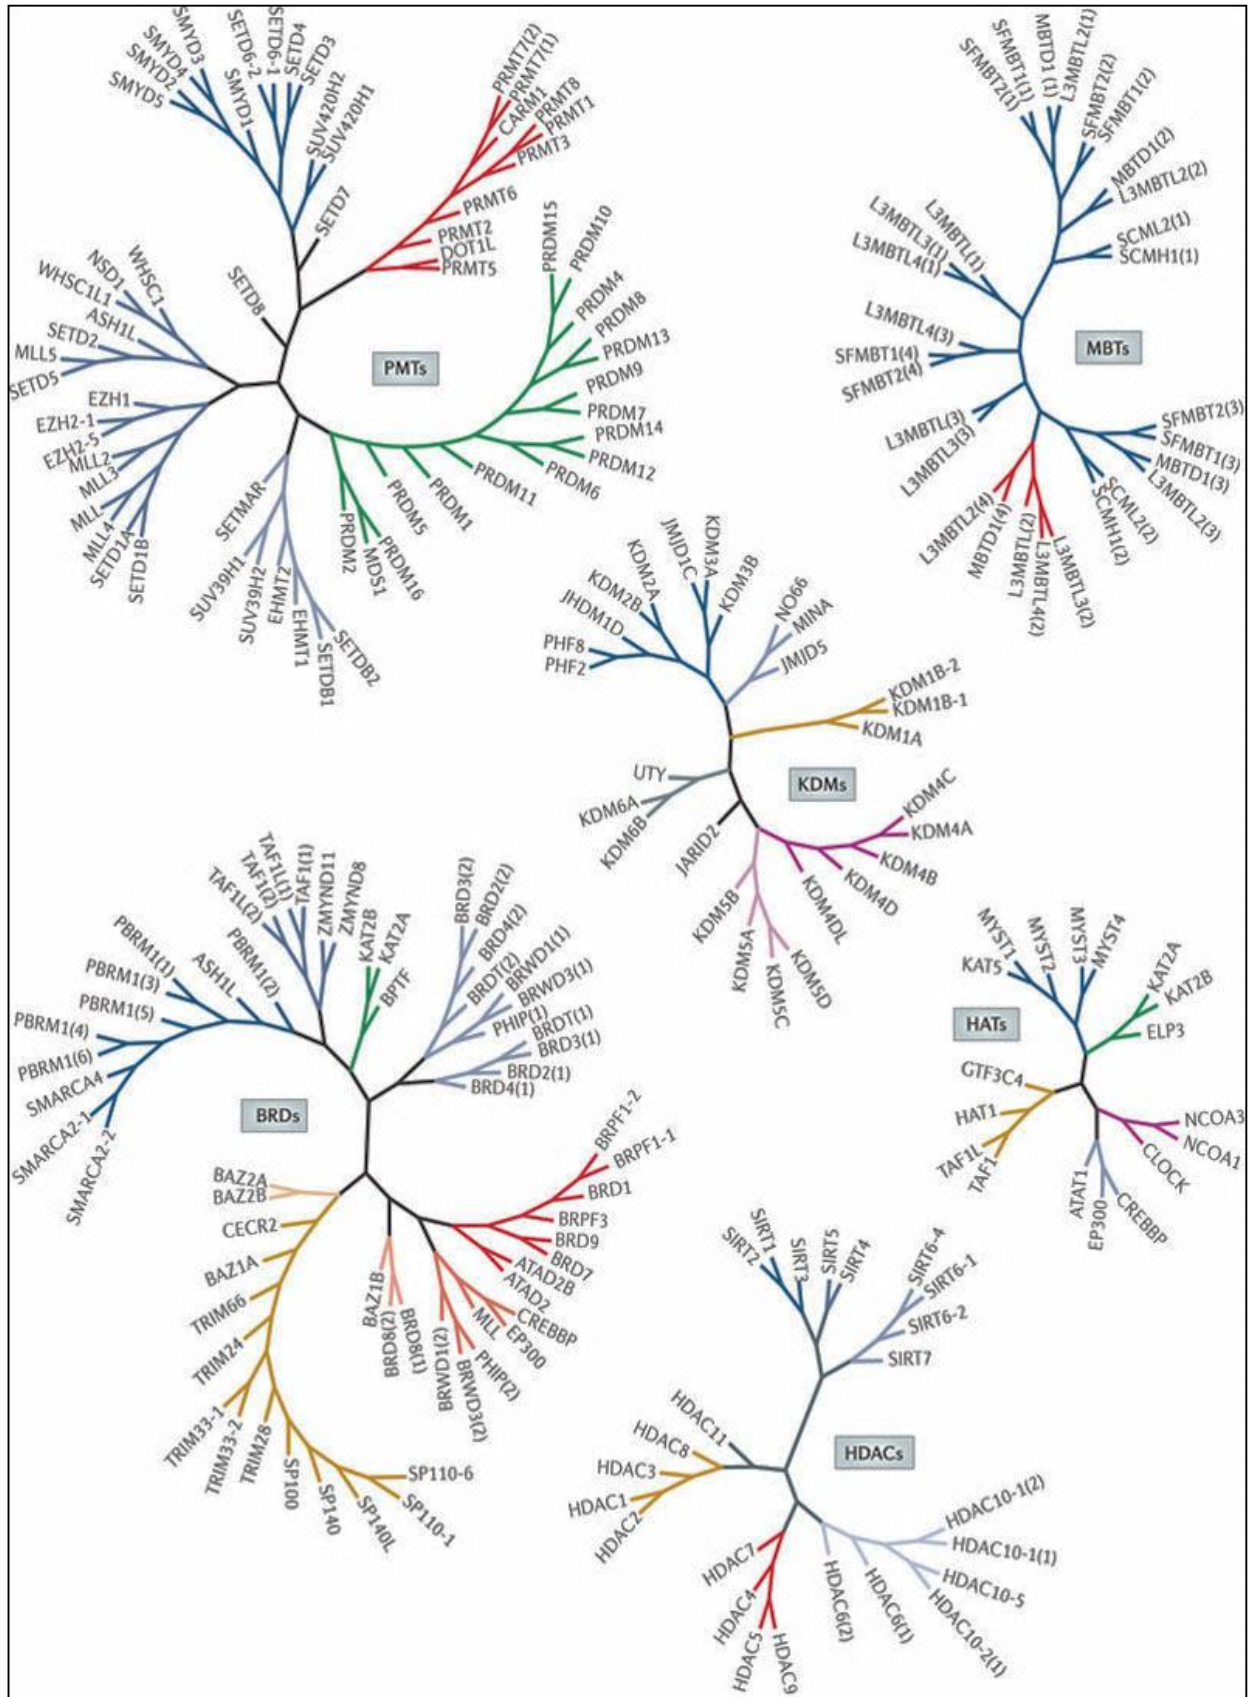 SMYD5
SMYD2
SMYD4
SMYD3
SMYD1
SETD6-2
SETD6-1
SETD4
SETD3
SUV420H2
SUV420H1
SETD7
PRMT7(2)
PRMT7(1)
CARM1
PRMT8
PRMT1
PRMT3
PRMT6
PRMT2
DOT1L
PRMT5
SETD8
WHSC1
NSD1
WHSC1L1
ASH1L
SETD2
MLL5
SETD5
EZH1
EZH2-1
EZH2-5
MLL2
MLL3
MLL
MLL4
SETD1A
SETD1B
PMTs
PRDM15
PRDM10
PRDM4
PRDM8
PRDM13
PRDM9
PRDM7
PRDM14
PRDM12
PRDM6
PRDM11
PRDM1
PRDM5
PRDM16
MDS1
PRDM2
SETMAR
SUV39H1
SUV39H2
EHMT2
EHMT1
SETDB1
SETDB2
SFMBT2(1)
SFMBT1(1)
MBTD1 (1)
L3MBTL2(1)
SFMBT2(2)
SFMBT1(2)
MBTD1(2)
L3MBTL2(2)
SCML2(1)
SCMH1(1)
L3MBTL(1)
L3MBTL3(1)
L3MBTL4(1)
L3MBTL4(3)
SFMBT1(4)
SFMBT2(4)
MBTs
L3MBTL(3)
L3MBTL3(3)
L3MBTL2(4)
MBTD1(4)
L3MBTL(2)
L3MBTL4(2)
L3MBTL3(2)
SCMH1(2)
SCML2(2)
L3MBTL2(3)
MBTD1(3)
SFMBT1(3)
SFMBT2(3)
PHF2
PHF8
JHDM1D
KDM2B
KDM2A
JMJD1C
KDM3A
KDM3B
NO66
MINA
JMJD5
KDM1B-2
KDM1B-1
KDM1A
KDMs
UTY
KDM6A
KDM6B
JARID2
KDM4C
KDM4A
KDM4B
KDM4D
KDM4DL
KDM5B
KDM5A
KDM5C
KDM5D
TAF1L(2)
TAF1(2)
TAF1L(1)
TAF1(1)
ZMYND11
ZMYND8
KAT2B
KAT2A
BPTF
PBRM1(2)
ASH1L
PBRM1(1)
PBRM1(3)
PBRM1(5)
PBRM1(4)
PBRM1(6)
SMARCA4
SMARCA2-1
SMARCA2-2
BRDs
BRD3(2)
BRD2(2)
BRD4(2)
BRDT(2)
BRWD1(1)
BRWD3(1)
PHIP(1)
BRDT(1)
BRD3(1)
BRD2(1)
BRD4(1)
BRPF1-2
BRPF1-1
BRD1
BRPF3
BRD9
BRD7
ATAD2B
ATAD2
CREBBP
EP300
MLL
PHIP(2)
BRWD3(2)
BRWD1(2)
BRD8(1)
BRD8(2)
BAZ1B
BAZ2A
BAZ2B
CECR2
BAZ1A
TRIM66
TRIM24
TRIM33-1
TRIM33-2
TRIM28
SP100
SP140
SP140L
SP110-1
SP110-6
KAT5
MYST1
MYST2
MYST3
MYST4
KAT2A
KAT2B
ELP3
HATs
GTF3C4
HAT1
TAF1L
TAF1
NCOA3
NCOA1
CLOCK
CREBBP
EP300
ATAT1
SIRT2
SIRT1
SIRT3
SIRT5
SIRT4
SIRT6-4
SIRT6-1
SIRT6-2
SIRT7
HDACs
HDAC11
HDAC8
HDAC3
HDAC1
HDAC2
HDAC7
HDAC4
HDAC5
HDAC9
HDAC6(2)
HDAC6(1)
HDAC10-2(1)
HDAC10-5
HDAC10-1(1)
HDAC10-1(2)